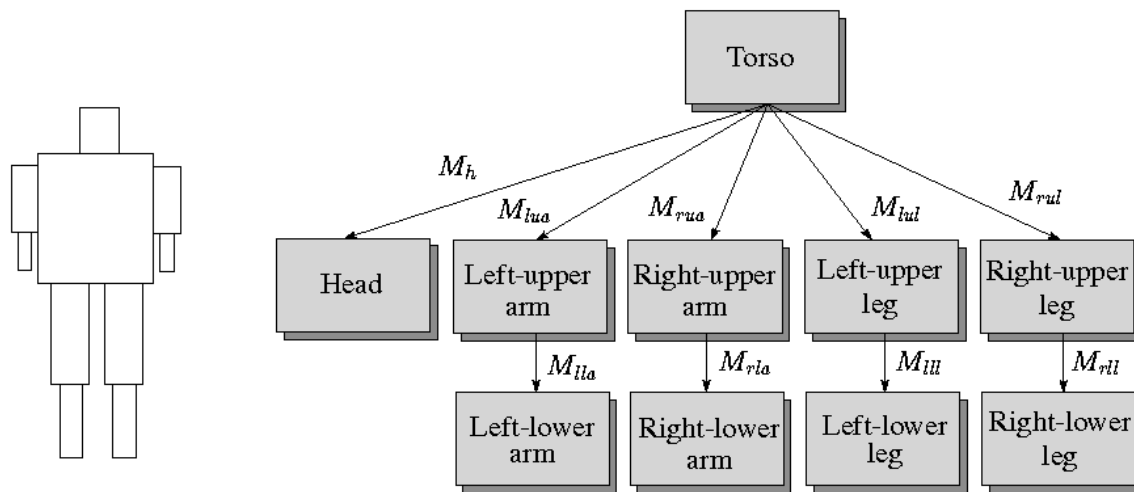 Torso
M_h
M_lua
M_rua
M_lul
M_rul
Head
Left-upper
arm
Right-upper
arm
Left-upper
leg
Right-upper
leg
M_lla
M_rla
M_lll
M_rll
Left-lower
arm
Right-lower
arm
Left-lower
leg
Right-lower
leg